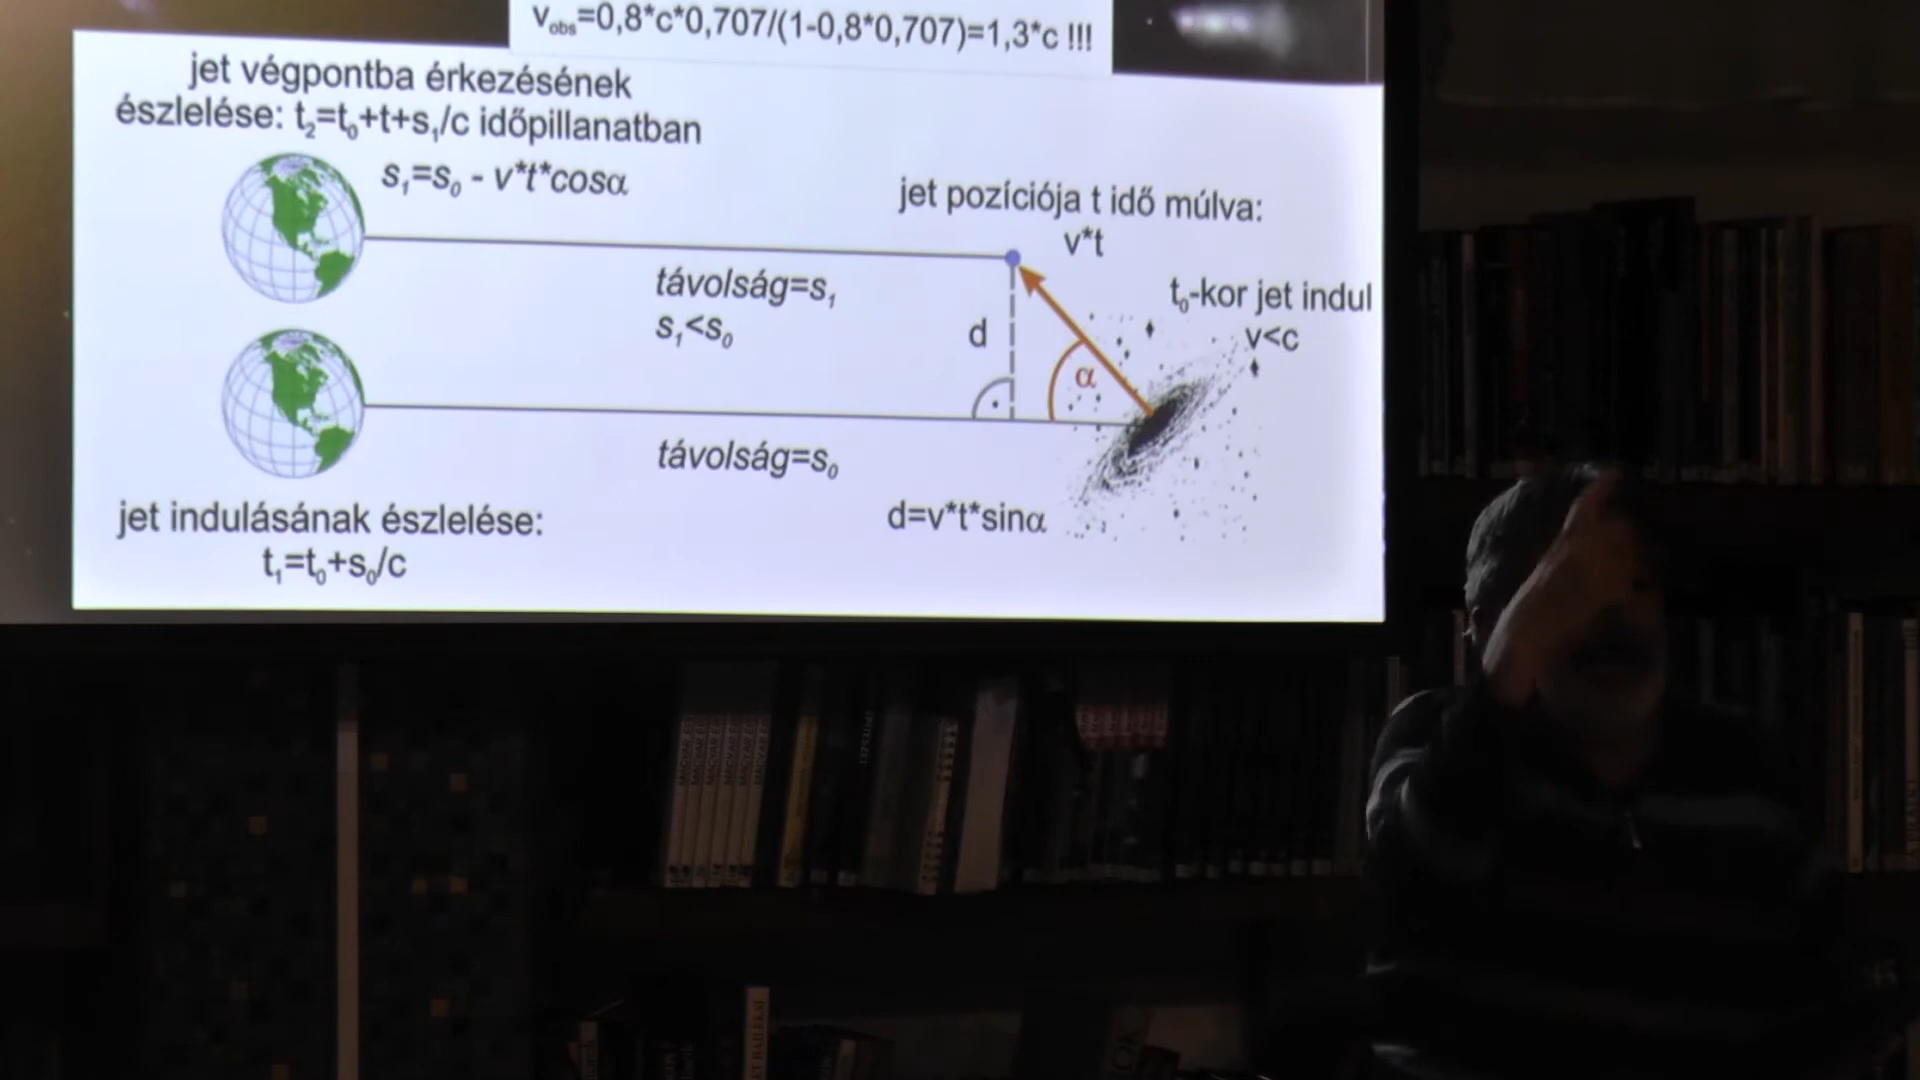 v_obs=0,8*c*0,707/(1-0,8*0,707)=1,3*c !!!
jet végpontba érkezésének
észlelése: t₂=t₀+t+s₁/c időpillanatban
s₁=s₀ - v*t*cosα
jet pozíciója t idő múlva:
v*t
távolság=s₁
s₁<s₀
t₀-kor jet indul
v<c
d
α
távolság=s₀
jet indulásának észlelése:
t₁=t₀+s₀/c
d=v*t*sinα